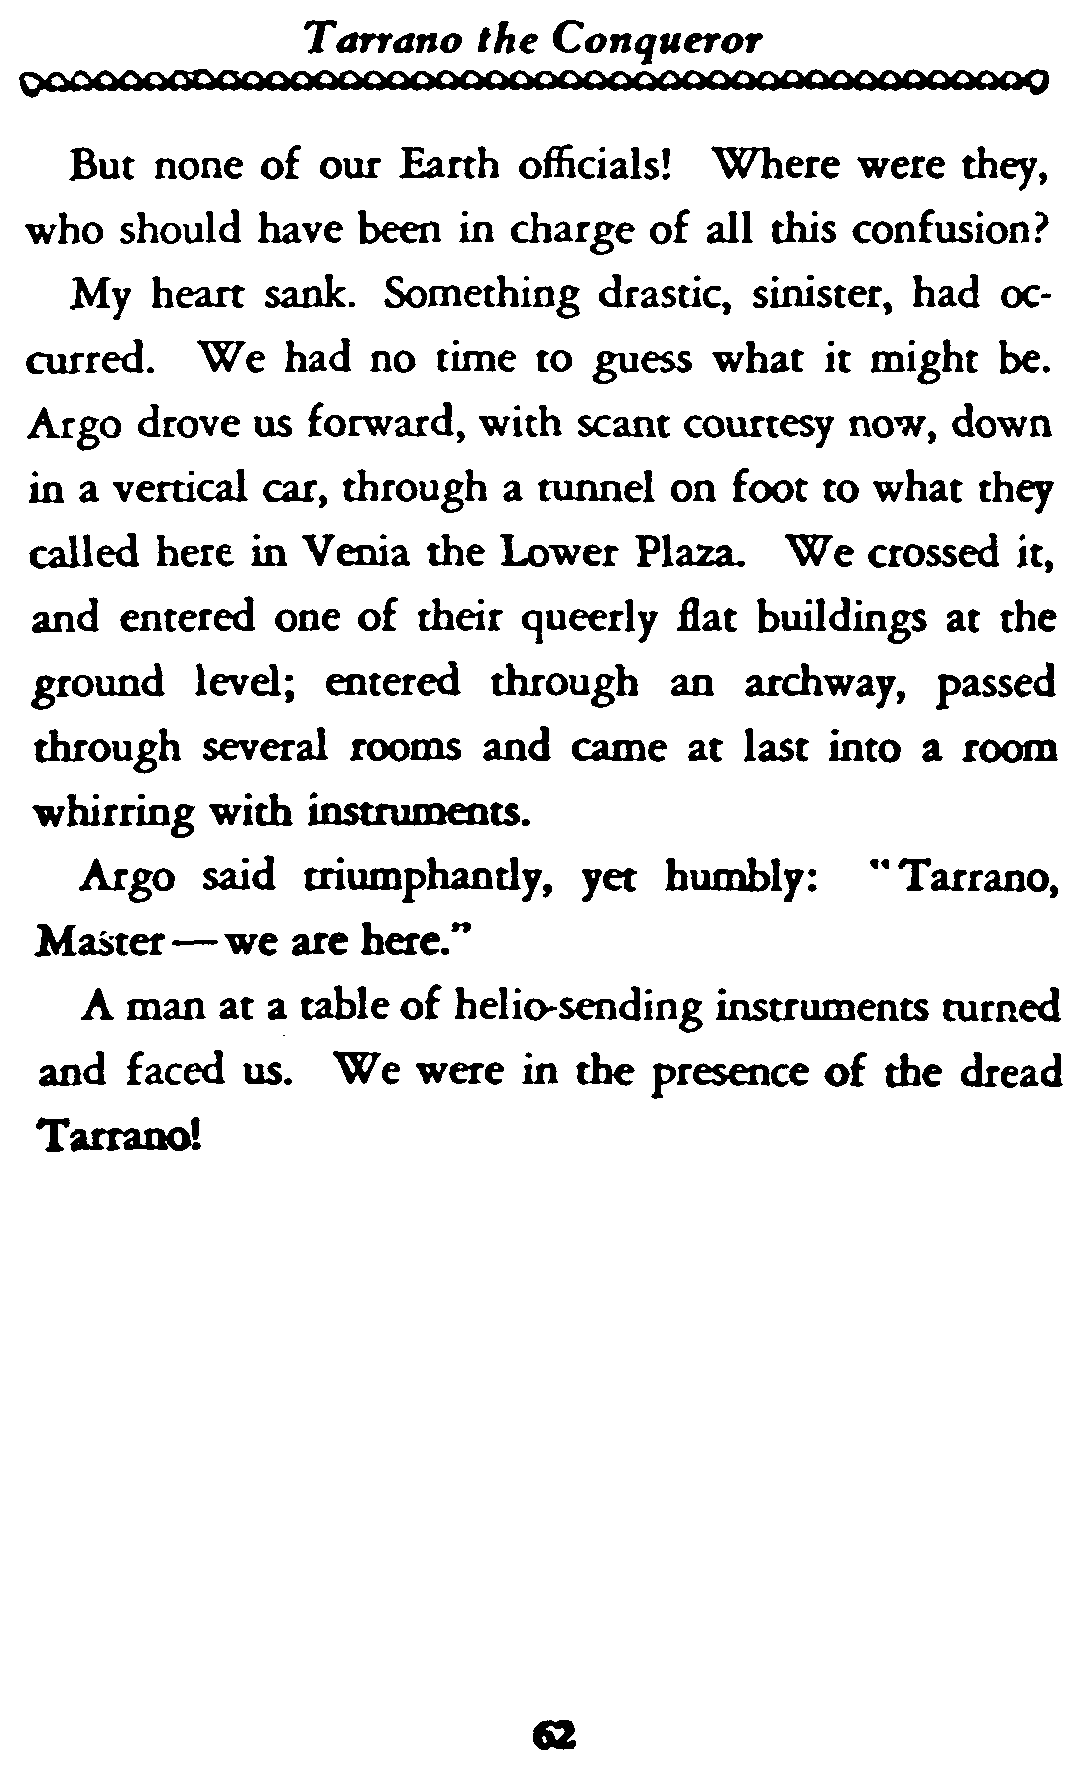 Tarrano the Conqueror
But none of our Earth officials! Where were they,
who should have been in charge of all this confusion?
My heart sank. Something drastic, sinister, had oc-
curred. We had no time to guess what it might be.
Argo drove us forward, with scant courtesy now, down
in a vertical car, through a tunnel on foot to what they
called here in Venia the Lower Plaza. We crossed it,
and entered one of their queerly flat buildings at the
ground level; entered through an archway, passed
through several rooms and came at last into a room
whirring with instruments.
Argo said triumphantly, yet humbly: "Tarrano,
Master—we are here."
A man at a table of helio-sending instruments turned
and faced us. We were in the presence of the dread
Tarrano!
62